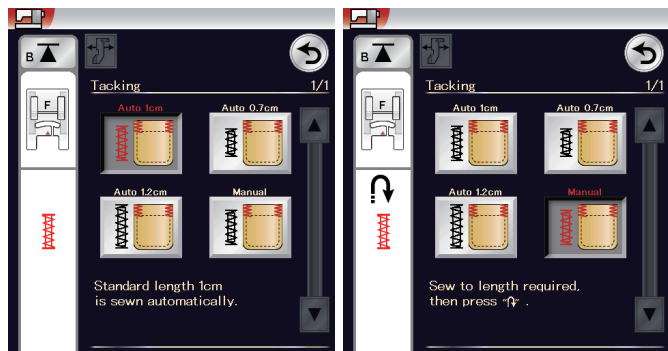 B
F
Tacking 1/1
Auto 1cm Auto 0.7cm
Auto 1.2cm Manual
Standard length 1cm
is sewn automatically.
B
F
Tacking 1/1
Auto 1cm Auto 0.7cm
Auto 1.2cm Manual
Sew to length required,
then press " ".